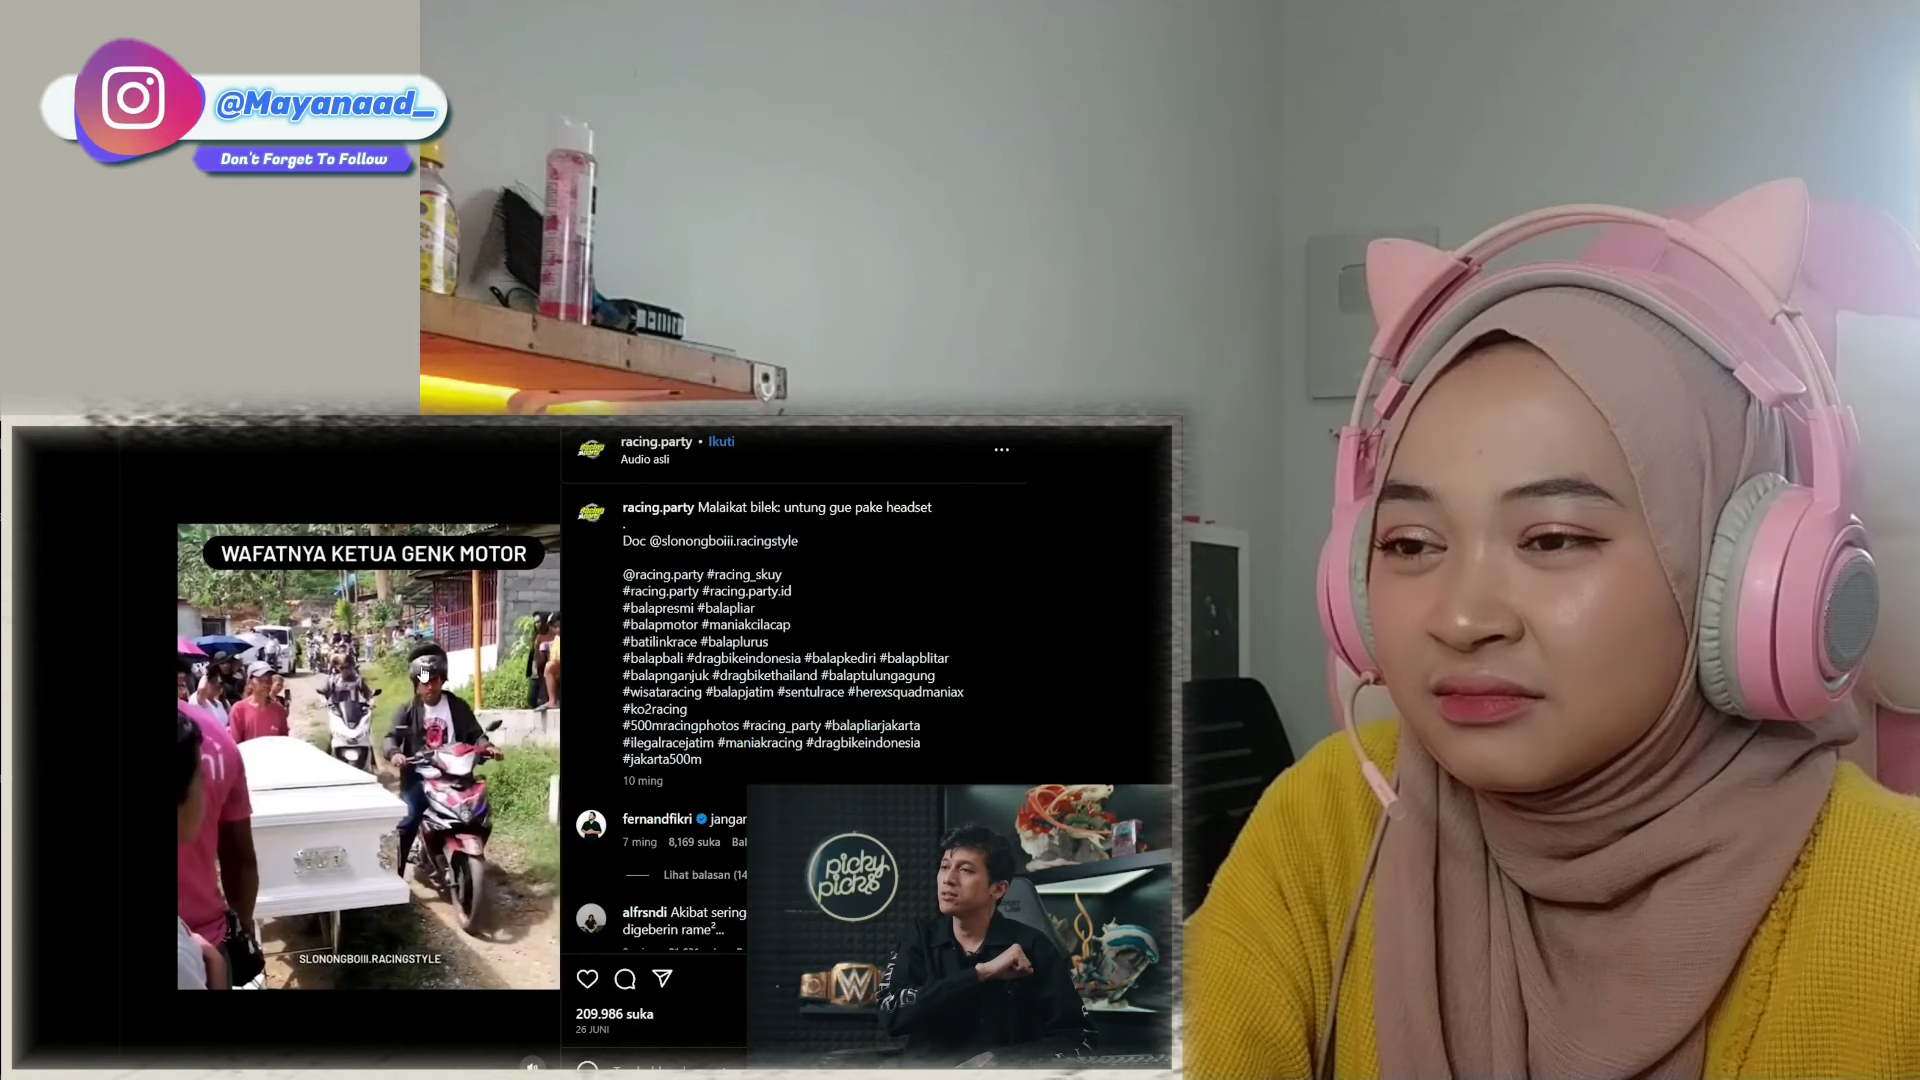 @Mayanaad_
Don't Forget To Follow
racing.party • Ikuti
Audio asli
WAFATNYA KETUA GENK MOTOR
SLONONGBOIII.RACINGSTYLE
racing.party Malaikat bilek: untung gue pake headset
.
Doc @slonongboiii.racingstyle
@racing.party #racing_skuy
#racing.party #racing.party.id
#balapresmi #balapliar
#balapmotor #maniakcilacap
#batilinkrace #balaplurus
#balapbali #dragbikeindonesia #balapkediri #balapblitar
#balapnganjuk #dragbikethailand #balaptulungagung
#wisataracing #balapjatim #sentulrace #herexsquadmaniax
#ko2racing
#500mracingphotos #racing_party #balapliarjakarta
#ilegalracejatim #maniakracing #dragbikeindonesia
#jakarta500m
10 ming
fernandfikri jangan
7 ming 8,169 suka Bal
Lihat balasan (14
alfrsndi Akibat sering
digeberin rame²...
209.986 suka
26 JUNI
picky
picks
W